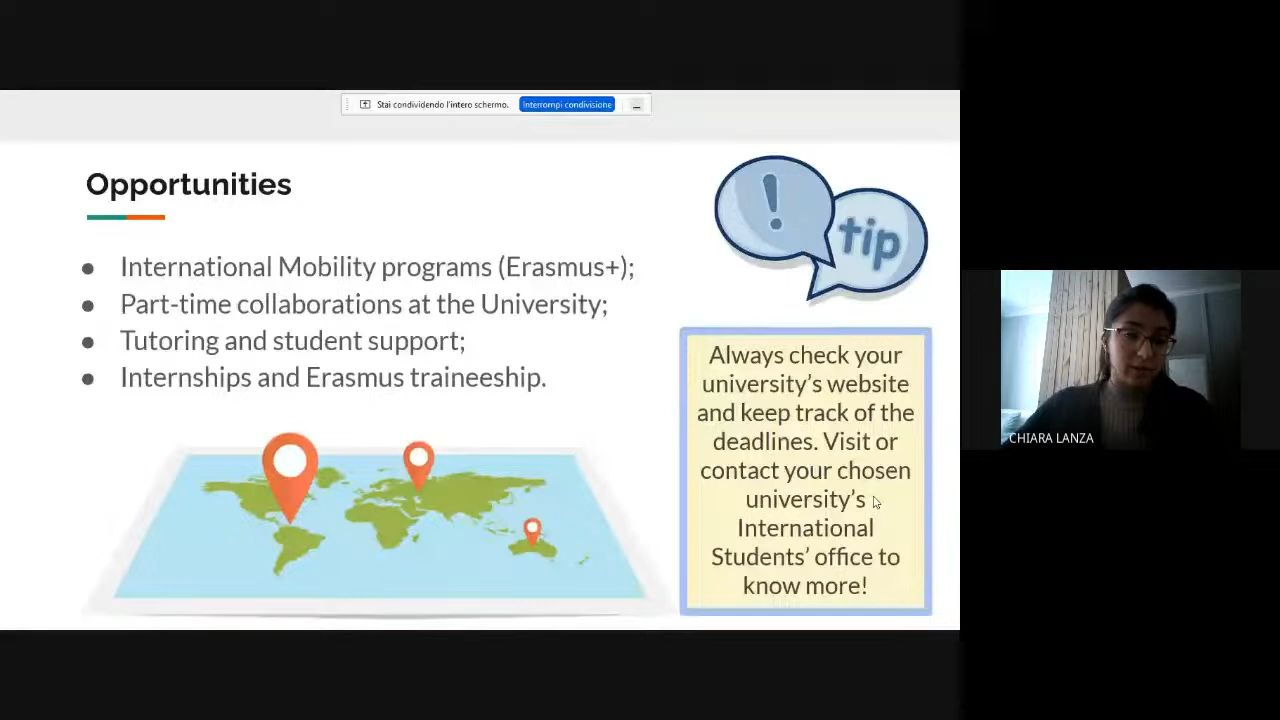 Stai condividendo l'intero schermo. Interrompi condivisione
Opportunities
! tip
● International Mobility programs (Erasmus+);
● Part-time collaborations at the University;
● Tutoring and student support;
● Internships and Erasmus traineeship.
Always check your
university's website
and keep track of the
deadlines. Visit or
contact your chosen
university's
International
Students' office to
know more!
CHIARA LANZA